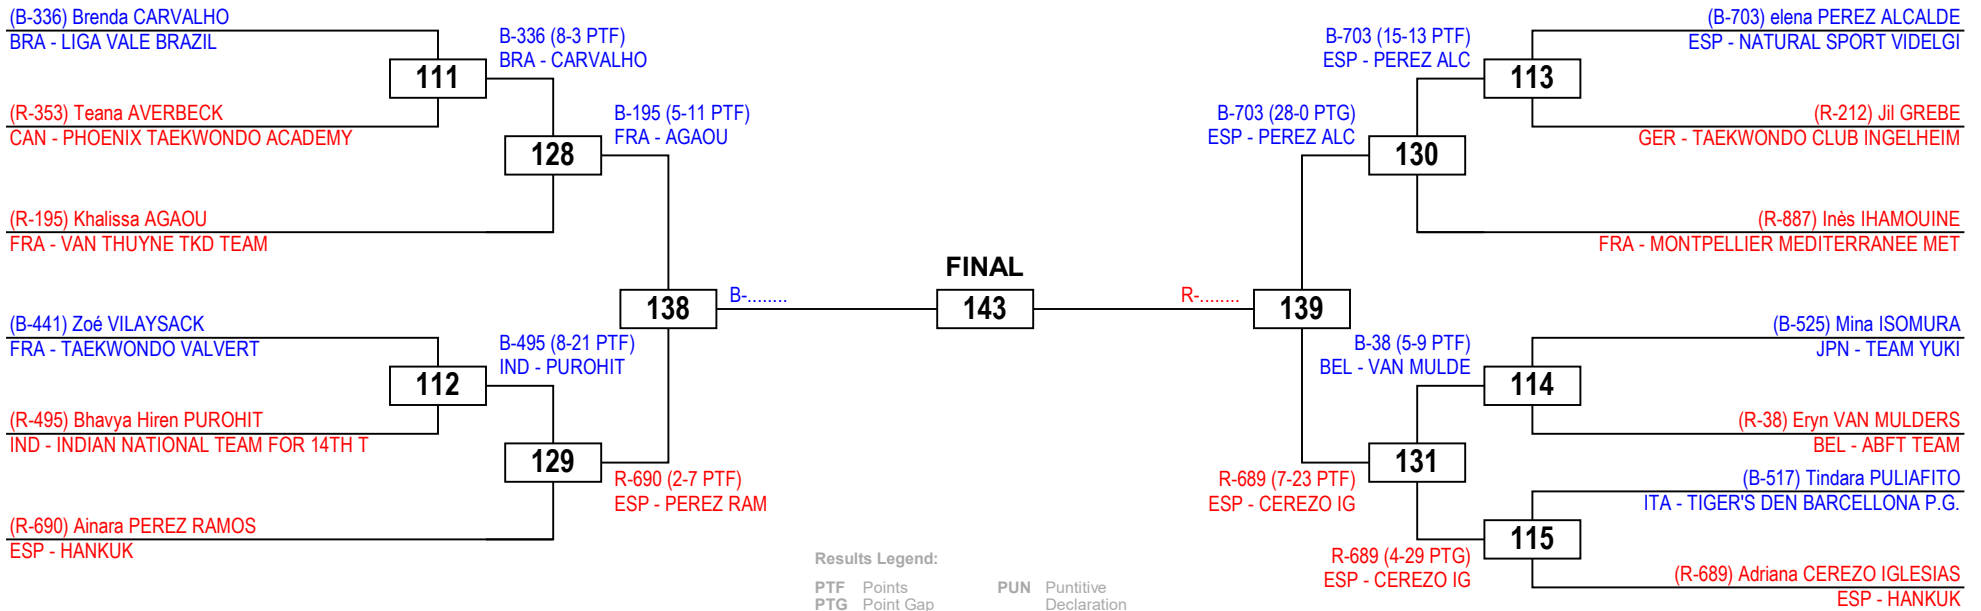 (B-336) Brenda CARVALHO
BRA - LIGA VALE BRAZIL
111
(R-353) Teana AVERBECK
CAN - PHOENIX TAEKWONDO ACADEMY
B-336 (8-3 PTF)
BRA - CARVALHO
128
B-195 (5-11 PTF)
FRA - AGAOU
(R-195) Khalissa AGAOU
FRA - VAN THUYNE TKD TEAM
138
B-........
(B-441) Zoé VILAYSACK
FRA - TAEKWONDO VALVERT
112
(R-495) Bhavya Hiren PUROHIT
IND - INDIAN NATIONAL TEAM FOR 14TH T
B-495 (8-21 PTF)
IND - PUROHIT
129
R-690 (2-7 PTF)
ESP - PEREZ RAM
(R-690) Ainara PEREZ RAMOS
ESP - HANKUK
FINAL
143
(B-703) elena PEREZ ALCALDE
ESP - NATURAL SPORT VIDELGI
B-703 (15-13 PTF)
ESP - PEREZ ALC
113
(R-212) Jil GREBE
GER - TAEKWONDO CLUB INGELHEIM
B-703 (28-0 PTG)
ESP - PEREZ ALC
130
(R-887) Inès IHAMOUINE
FRA - MONTPELLIER MEDITERRANEE MET
R-........
139
(B-525) Mina ISOMURA
JPN - TEAM YUKI
B-38 (5-9 PTF)
BEL - VAN MULDE
114
(R-38) Eryn VAN MULDERS
BEL - ABFT TEAM
131
R-689 (7-23 PTF)
ESP - CEREZO IG
(B-517) Tindara PULIAFITO
ITA - TIGER'S DEN BARCELLONA P.G.
115
R-689 (4-29 PTG)
ESP - CEREZO IG
(R-689) Adriana CEREZO IGLESIAS
ESP - HANKUK
Results Legend:
PTF Points PUN Puntitive
PTG Point Gap Declaration